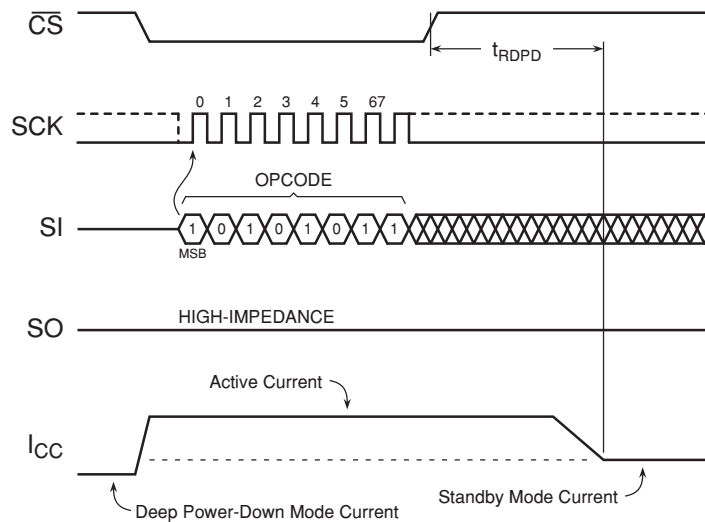 CS
tRDPD
0 1 2 3 4 5 67
SCK
OPCODE
SI
1 0 1 0 1 0 1 1
MSB
HIGH-IMPEDANCE
SO
Active Current
ICC
Standby Mode Current
Deep Power-Down Mode Current